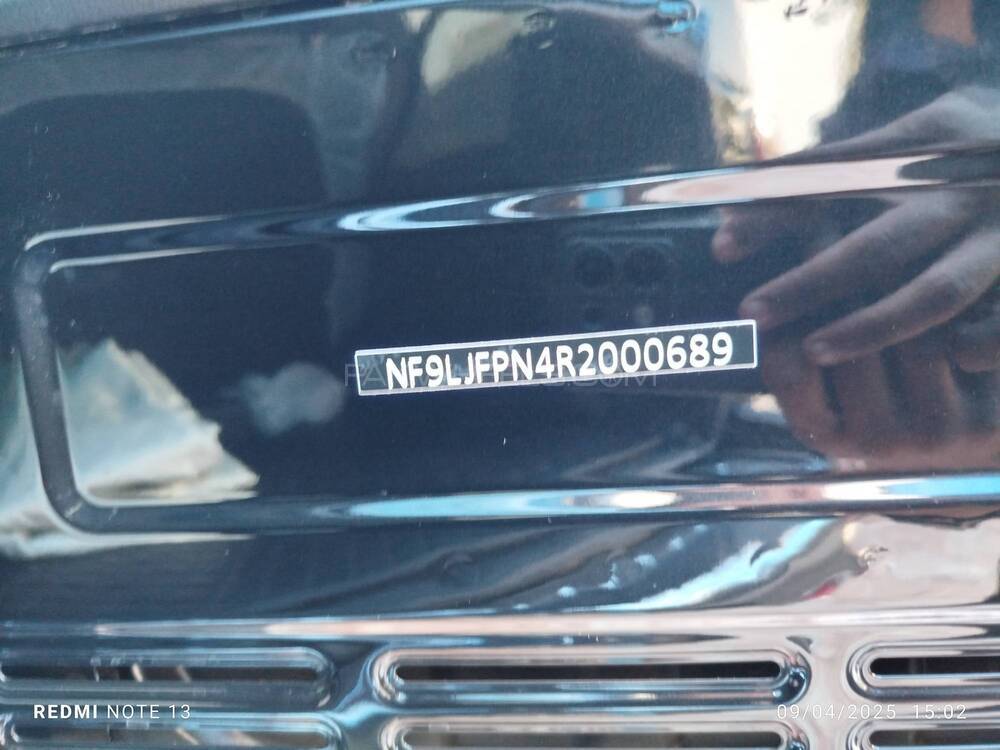 NF9LJFPN4R2000689
REDMI NOTE 13
09/04/2025 15:02